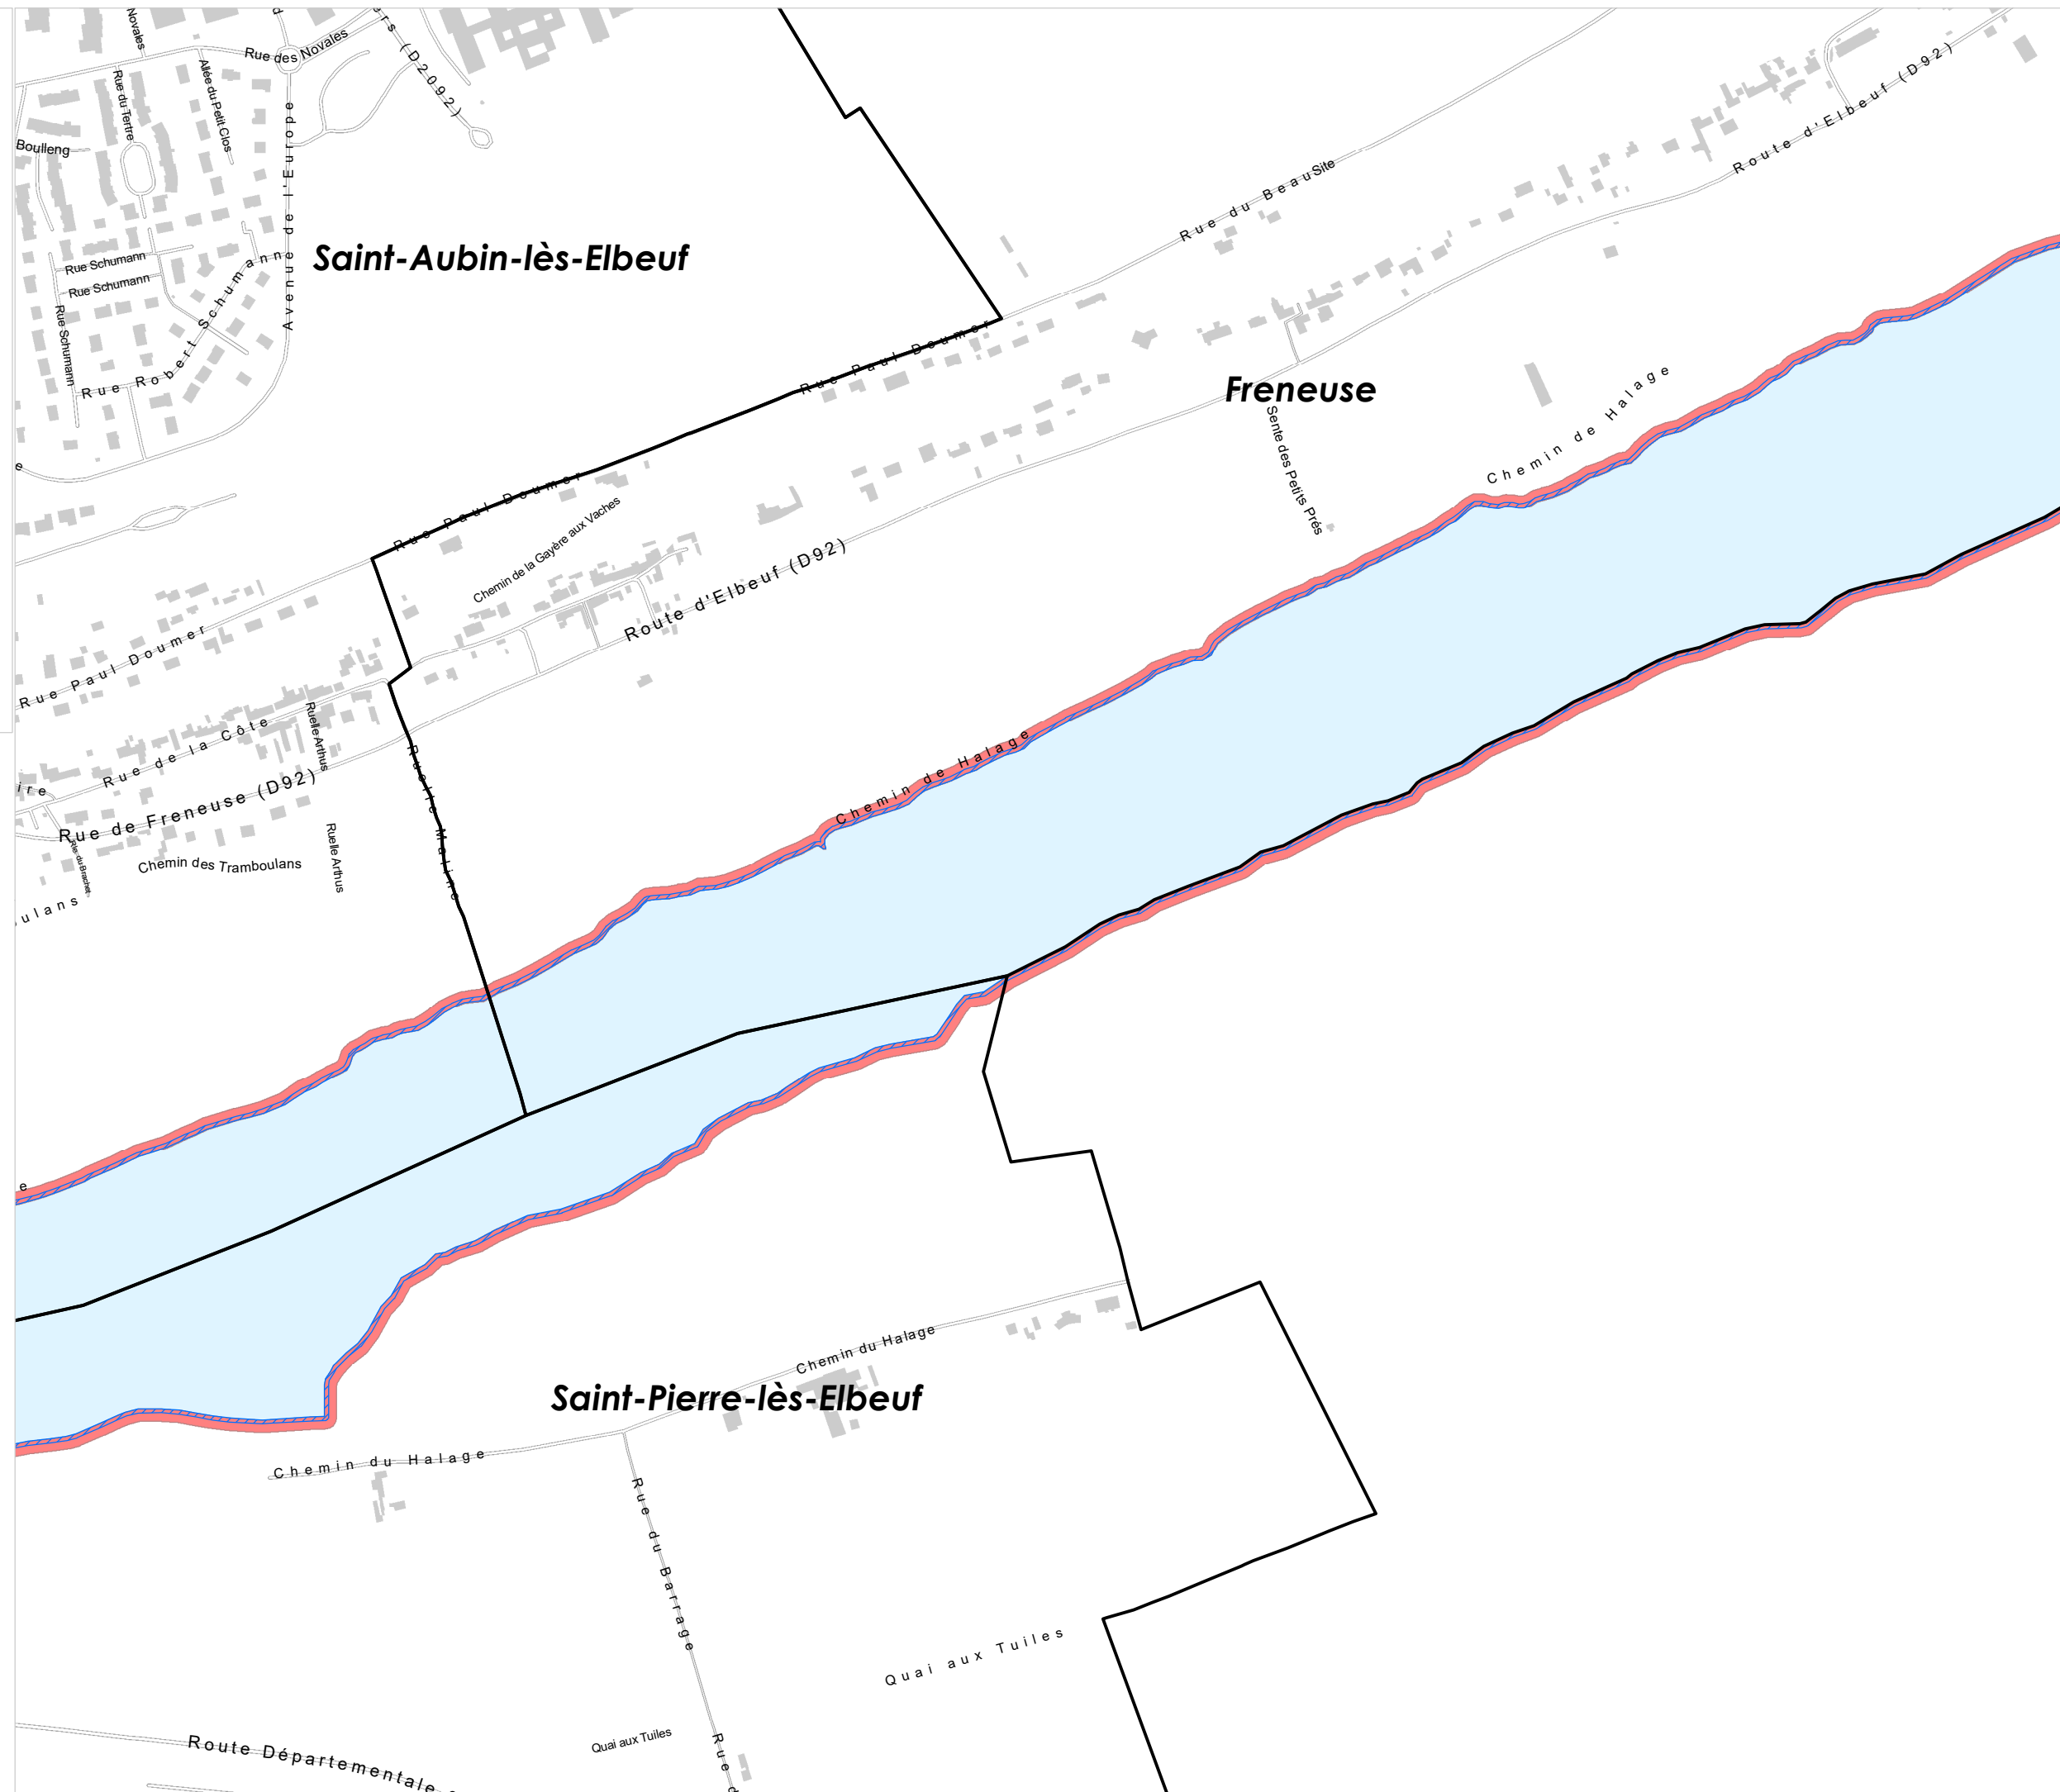 Novales
Rue des Novales
(D2092)
Rue du Tertre
Allée du Petit Clos
Boulleng
Avenue de l'Europe
Saint-Aubin-lès-Elbeuf
Rue Schumann
Rue Schumann
Rue Schumann
Rue Robert Schumann
Rue du Beau Site
Route d'Elbeuf (D92)
Rue Paul Doumer
Freneuse
Chemin de Halage
Sente des Petits Prés
Rue Paul Doumer
Chemin de la Gayère aux Vaches
Route d'Elbeuf (D92)
Rue Paul Doumer
Rue de la Côte
Ruelle Arthus
Ruelle Maline
Chemin de Halage
Rue de Freneuse (D92)
Chemin des Tramboulans
Ruelle Arthus
Saint-Pierre-lès-Elbeuf
Chemin du Halage
Chemin du Halage
Rue du Barrage
Quai aux Tuiles
Quai aux Tuiles
Route Départementale
Rue d